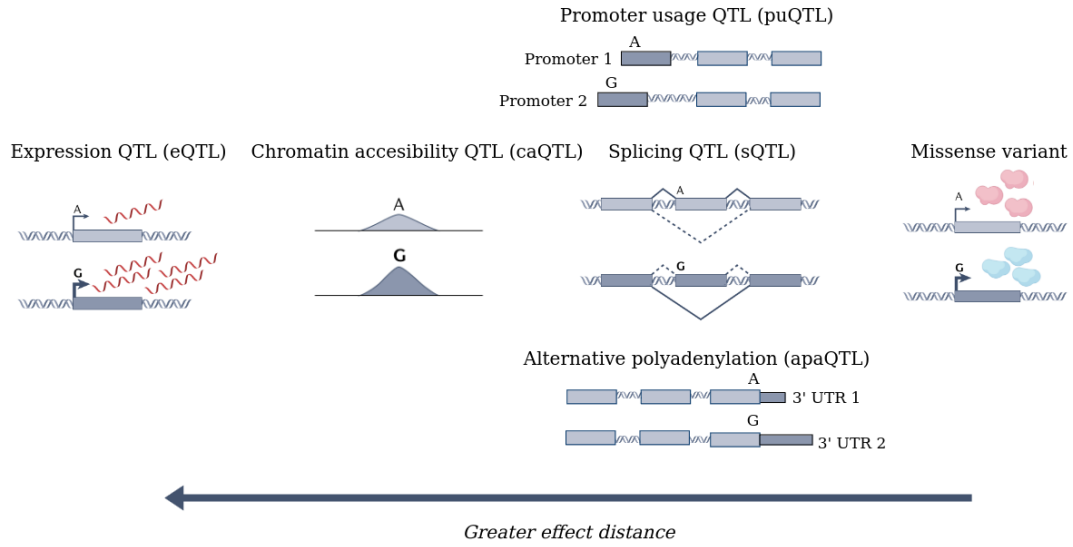 Promoter usage QTL (puQTL)
A
Promoter 1
G
Promoter 2
Expression QTL (eQTL)
Chromatin accesibility QTL (caQTL)
Splicing QTL (sQTL)
Missense variant
A
G
A
G
A
G
A
G
Alternative polyadenylation (apaQTL)
A
3' UTR 1
G
3' UTR 2
Greater effect distance